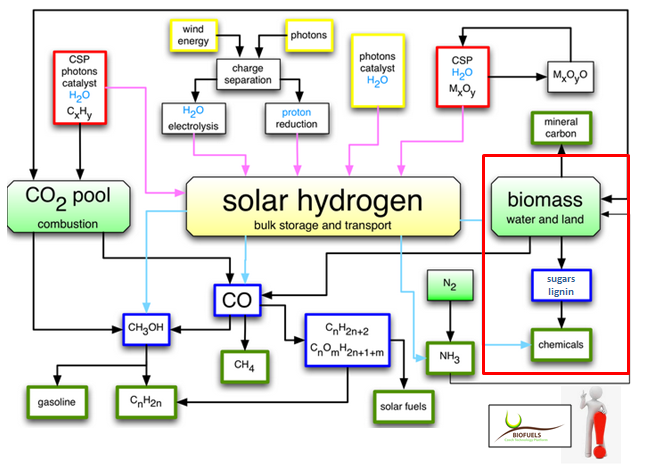 wind
energy
photons
CSP
photons
catalyst
H2O
CxHy
charge
separation
photons
catalyst
H2O
CSP
H2O
MxOy
MxOyO
H2O
electrolysis
proton
reduction
mineral
carbon
CO2 pool
combustion
solar hydrogen
bulk storage and transport
biomass
water and land
sugars
lignin
CO
N2
CH3OH
CnH2n+2
CnOmH2n+1+m
NH3
chemicals
CH4
gasoline
CnH2n
solar fuels
BIOFUELS